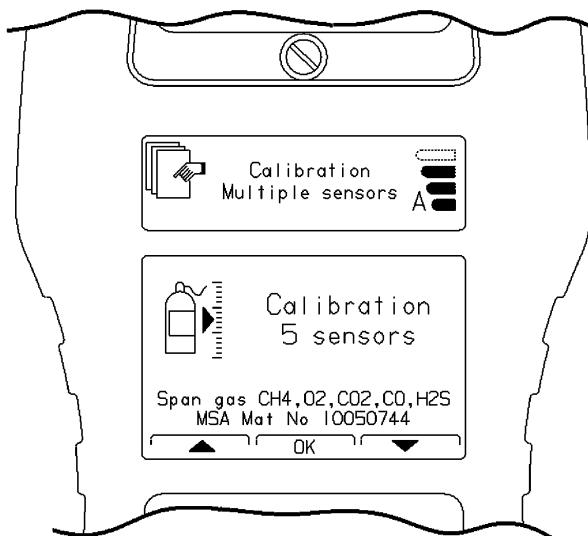 Calibration
Multiple sensors
A
Calibration
5 sensors
Span gas CH4,O2,CO2,CO,H2S
MSA Mat No 10050744
OK